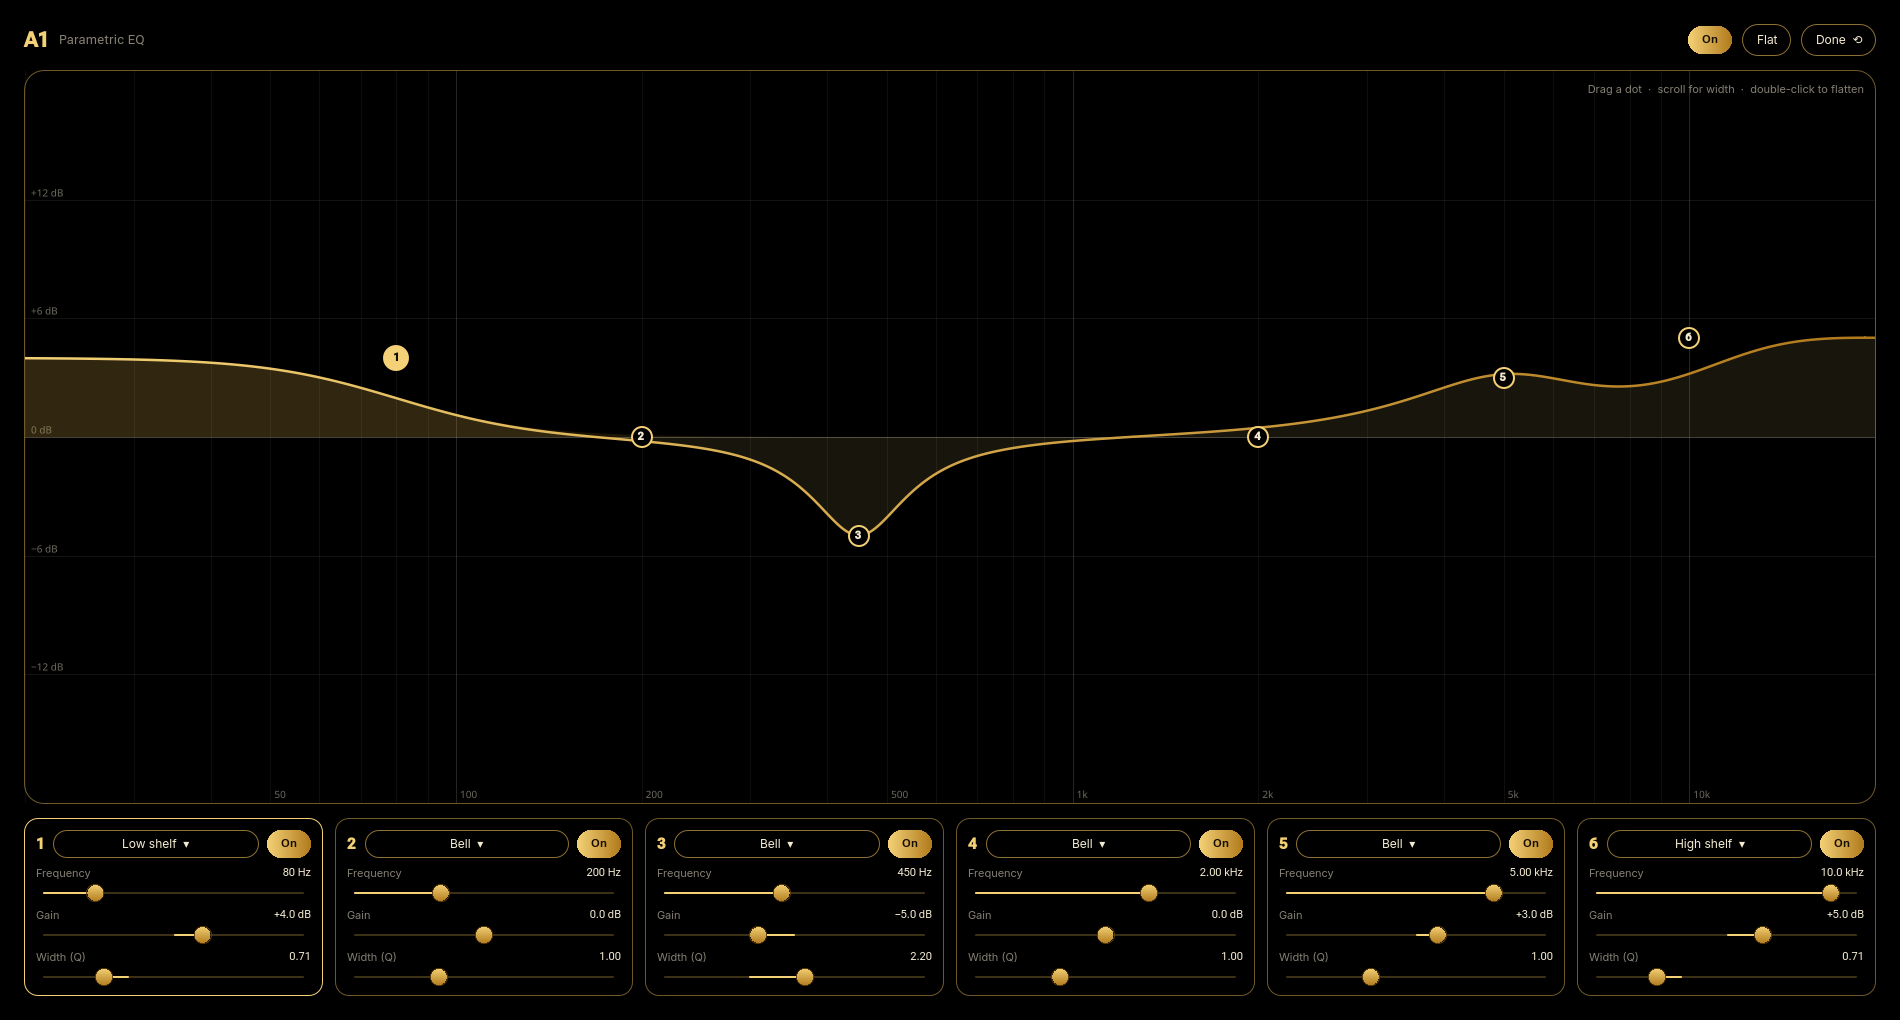 A1 Parametric EQ On Flat Done ⟲
Drag a dot · scroll for width · double-click to flatten
+12 dB
+6 dB
1
6
5
0 dB
2
4
3
−6 dB
−12 dB
50 100 200 500 1k 2k 5k 10k
1 Low shelf ▾ On
Frequency 80 Hz
Gain +4.0 dB
Width (Q) 0.71
2 Bell ▾ On
Frequency 200 Hz
Gain 0.0 dB
Width (Q) 1.00
3 Bell ▾ On
Frequency 450 Hz
Gain −5.0 dB
Width (Q) 2.20
4 Bell ▾ On
Frequency 2.00 kHz
Gain 0.0 dB
Width (Q) 1.00
5 Bell ▾ On
Frequency 5.00 kHz
Gain +3.0 dB
Width (Q) 1.00
6 High shelf ▾ On
Frequency 10.0 kHz
Gain +5.0 dB
Width (Q) 0.71